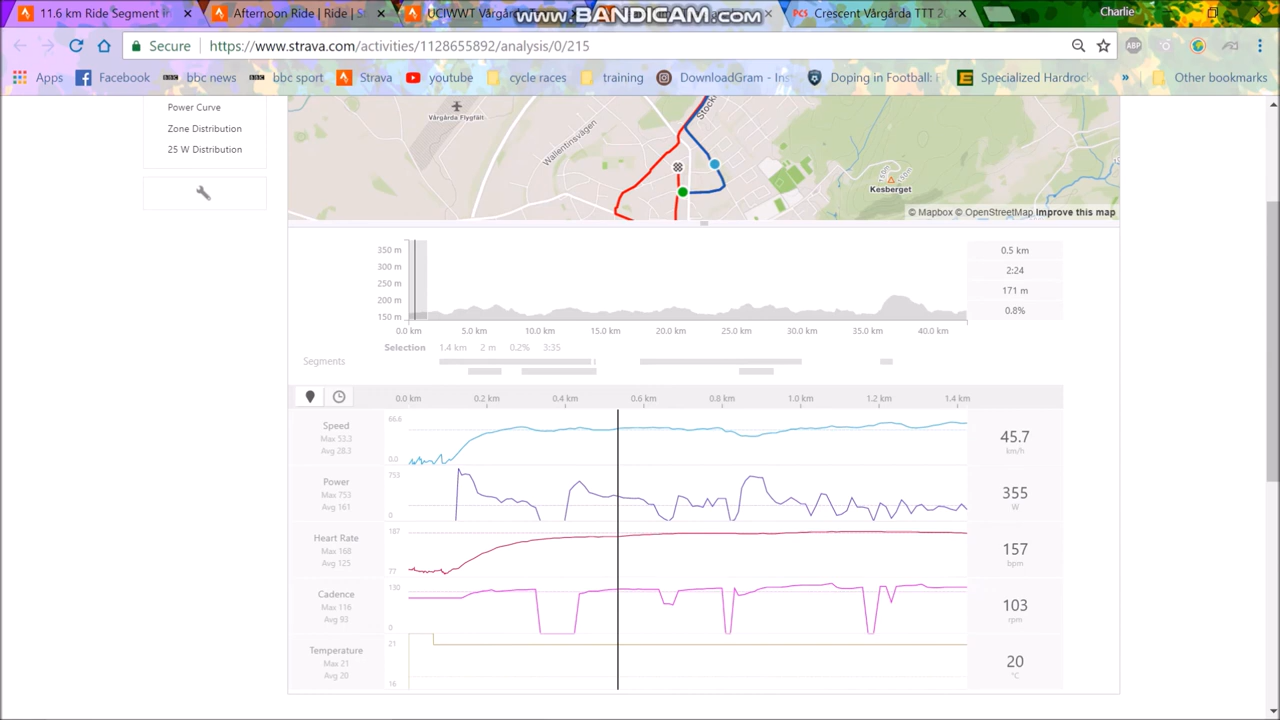 11.6 km Ride Segment in
Afternoon Ride | Ride | S
UCIWWT Vårgårda T
www.BANDICAM.com
Crescent Vårgårda TTT 20
Charlie
Secure
https://www.strava.com/activities/1128655892/analysis/0/215
ABP
Apps
Facebook
BBC
bbc news
BBC
bbc sport
Strava
youtube
cycle races
training
DownloadGram - Inst
Doping in Football: F
Specialized Hardrock
»
Other bookmarks
Power Curve
Zone Distribution
25 W Distribution
Vårgårda Flygfält
Wallentinsvägen
Stock
Kesberget
© Mapbox © OpenStreetMap Improve this map
350 m
300 m
250 m
200 m
150 m
0.5 km
2:24
171 m
0.8%
0.0 km 5.0 km 10.0 km 15.0 km 20.0 km 25.0 km 30.0 km 35.0 km 40.0 km
Selection 1.4 km 2 m 0.2% 3:35
Segments
0.0 km 0.2 km 0.4 km 0.6 km 0.8 km 1.0 km 1.2 km 1.4 km
Speed
Max 53.3
Avg 28.3
66.6
0.0
45.7
km/h
Power
Max 753
Avg 161
753
0
355
W
Heart Rate
Max 168
Avg 125
187
77
157
bpm
Cadence
Max 116
Avg 93
130
0
103
rpm
Temperature
Max 21
Avg 20
21
16
20
°C